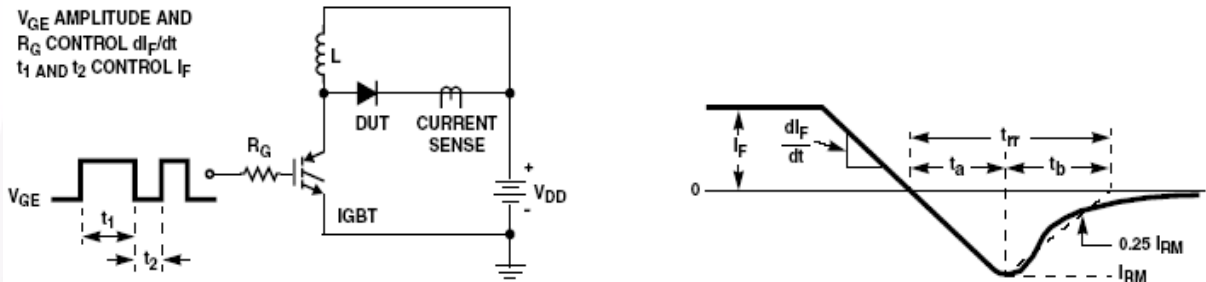 V_GE AMPLITUDE AND
R_G CONTROL dI_F/dt
t_1 AND t_2 CONTROL I_F
L
DUT
CURRENT
SENSE
R_G
V_GE
t_1
t_2
IGBT
+
V_DD
-
I_F
dI_F
dt
t_rr
t_a
t_b
0
0.25 I_RM
I_RM